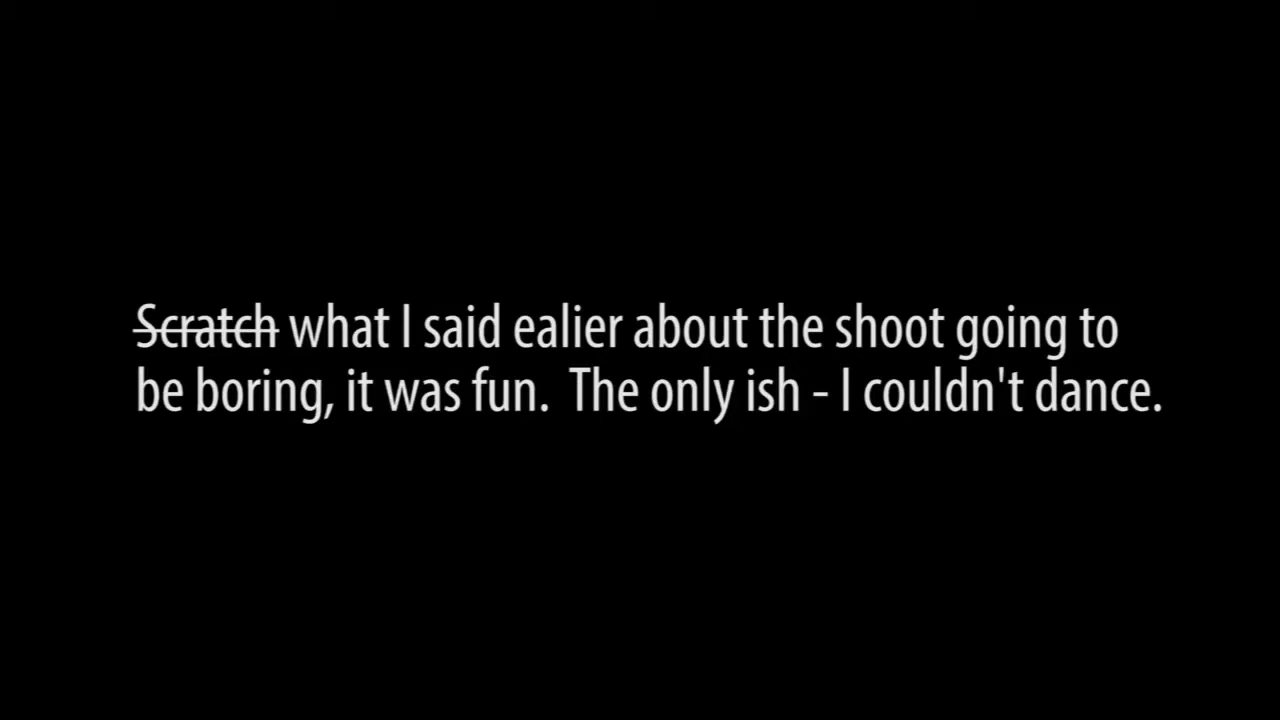 Scratch what I said ealier about the shoot going to
be boring, it was fun.  The only ish - I couldn't dance.